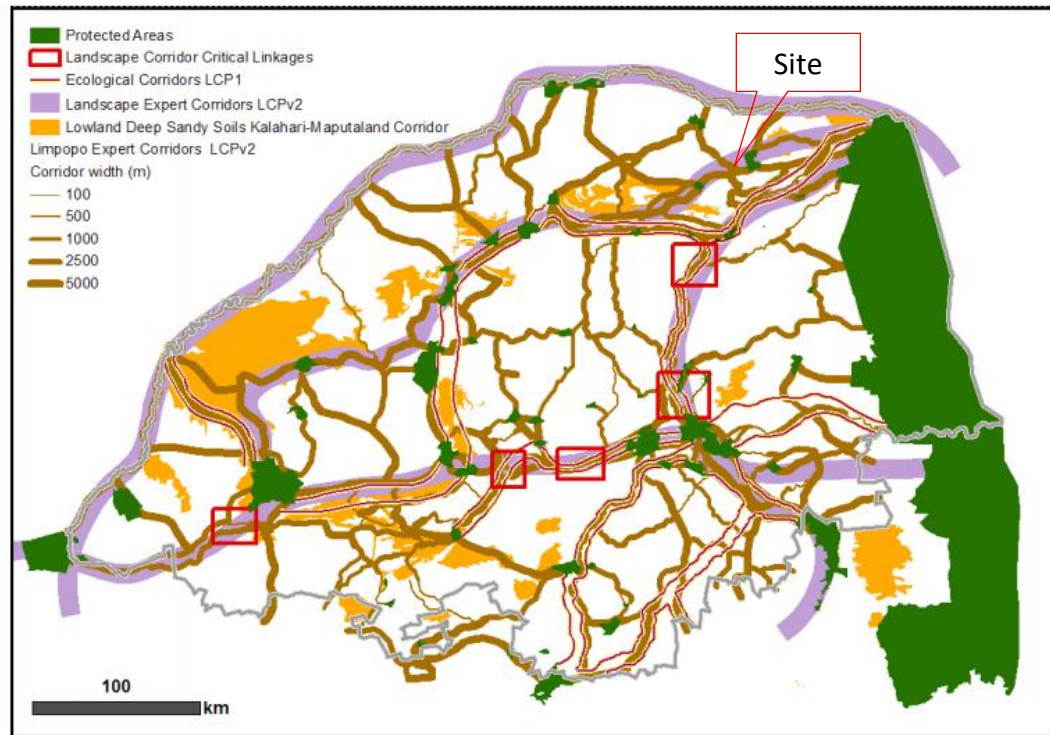 Protected Areas
Landscape Corridor Critical Linkages
Ecological Corridors LCP1
Landscape Expert Corridors LCPv2
Lowland Deep Sandy Soils Kalahari-Maputaland Corridor
Limpopo Expert Corridors LCPv2
Corridor width (m)
100
500
1000
2500
5000
Site
100
km